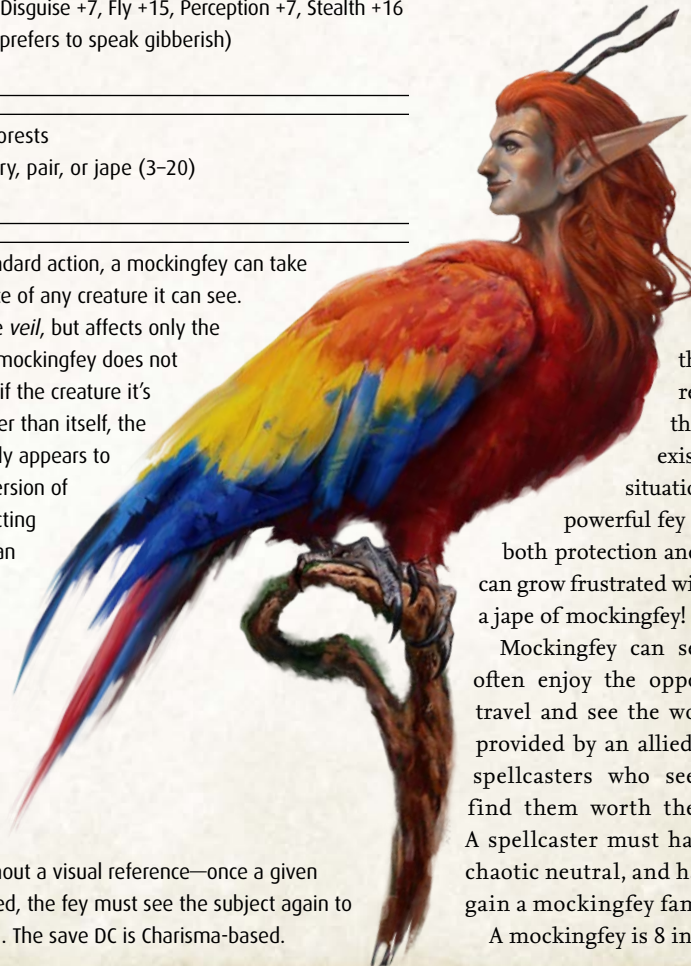 Disguise +7, Fly +15, Perception +7, Stealth +16
prefers to speak gibberish)
orests
ry, pair, or jape (3–20)
ndard action, a mockingfey can take
ce of any creature it can see.
e veil, but affects only the
mockingfey does not
if the creature it's
er than itself, the
ly appears to
ersion of
cting
an
out a visual reference—once a given
ed, the fey must see the subject again to
. The save DC is Charisma-based.
th
re
th
exis
situatio
powerful fey
both protection and
can grow frustrated wi
a jape of mockingfey!
Mockingfey can se
often enjoy the oppo
travel and see the wo
provided by an allied
spellcasters who see
find them worth the
A spellcaster must ha
chaotic neutral, and h
gain a mockingfey fam
A mockingfey is 8 in